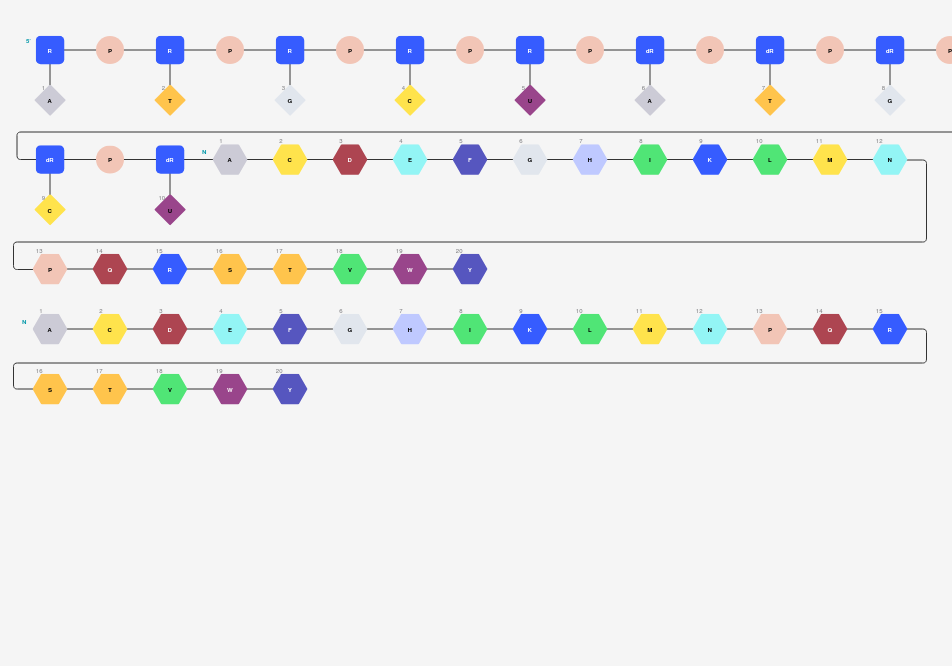 5' R P R P R P R P R P dR P dR P dR P
1 2 3 4 5 6 7 8
A T G C U A T G
1 2 3 4 5 6 7 8 9 10 11 12
dR P dR N A C D E F G H I K L M N
9 10
C U
13 14 15 16 17 18 19 20
P Q R S T V W Y
1 2 3 4 5 6 7 8 9 10 11 12 13 14 15
N A C D E F G H I K L M N P Q R
16 17 18 19 20
S T V W Y